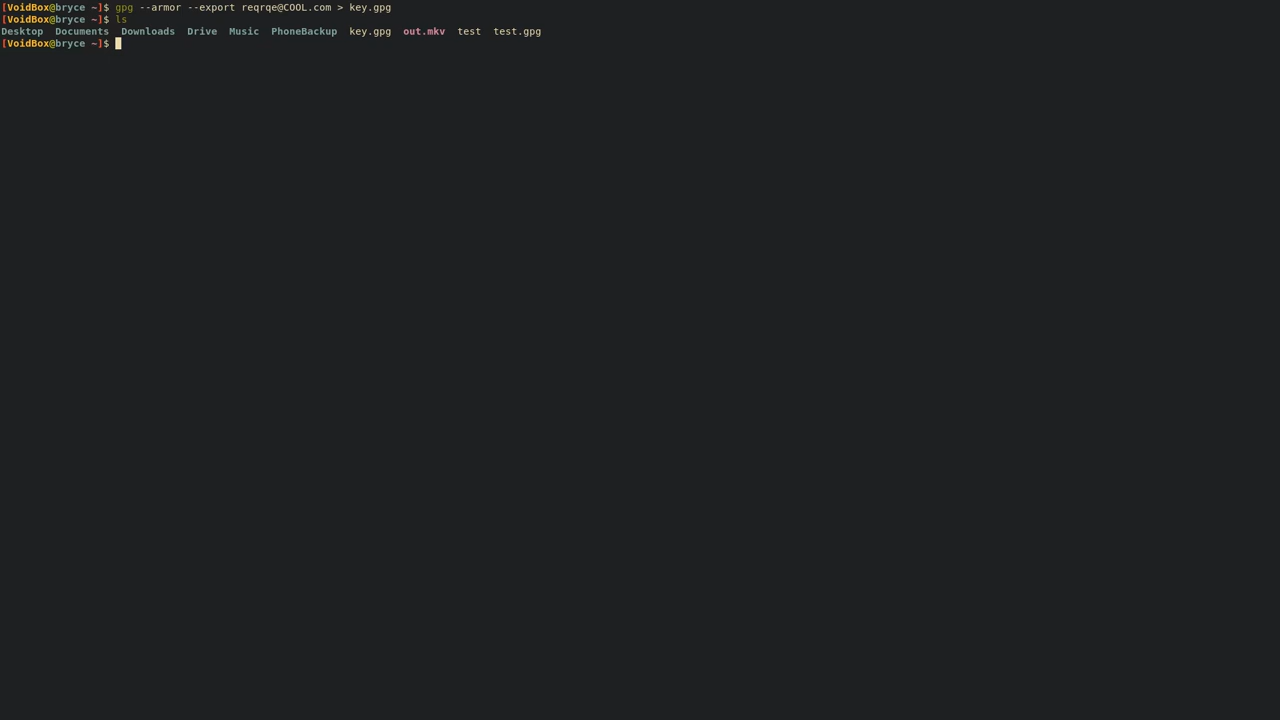 [VoidBox@bryce ~]$ gpg --armor --export reqrqe@COOL.com > key.gpg
[VoidBox@bryce ~]$ ls
Desktop  Documents  Downloads  Drive  Music  PhoneBackup  key.gpg  out.mkv  test  test.gpg
[VoidBox@bryce ~]$